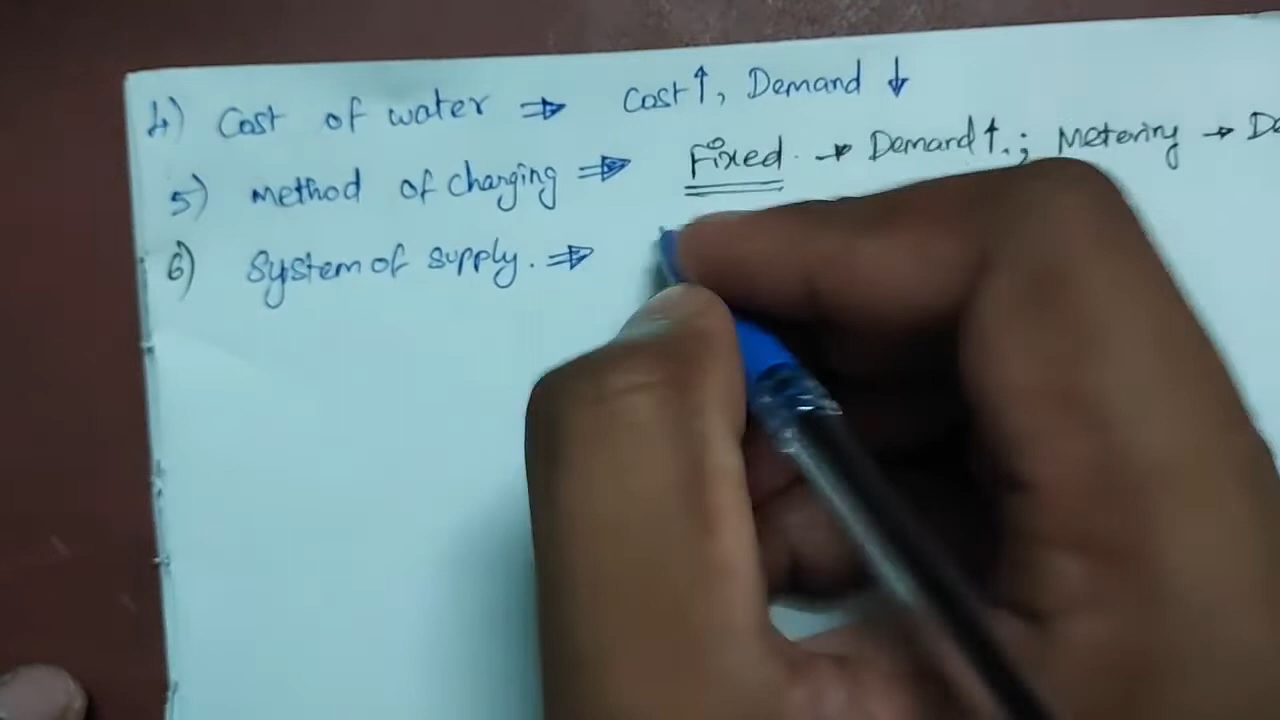 4) Cost of water ⇒ Cost↑, Demand ↓
5) Method of Charging ⇒ Fixed. → Demand↑.; Metering →
6) System of supply. ⇒